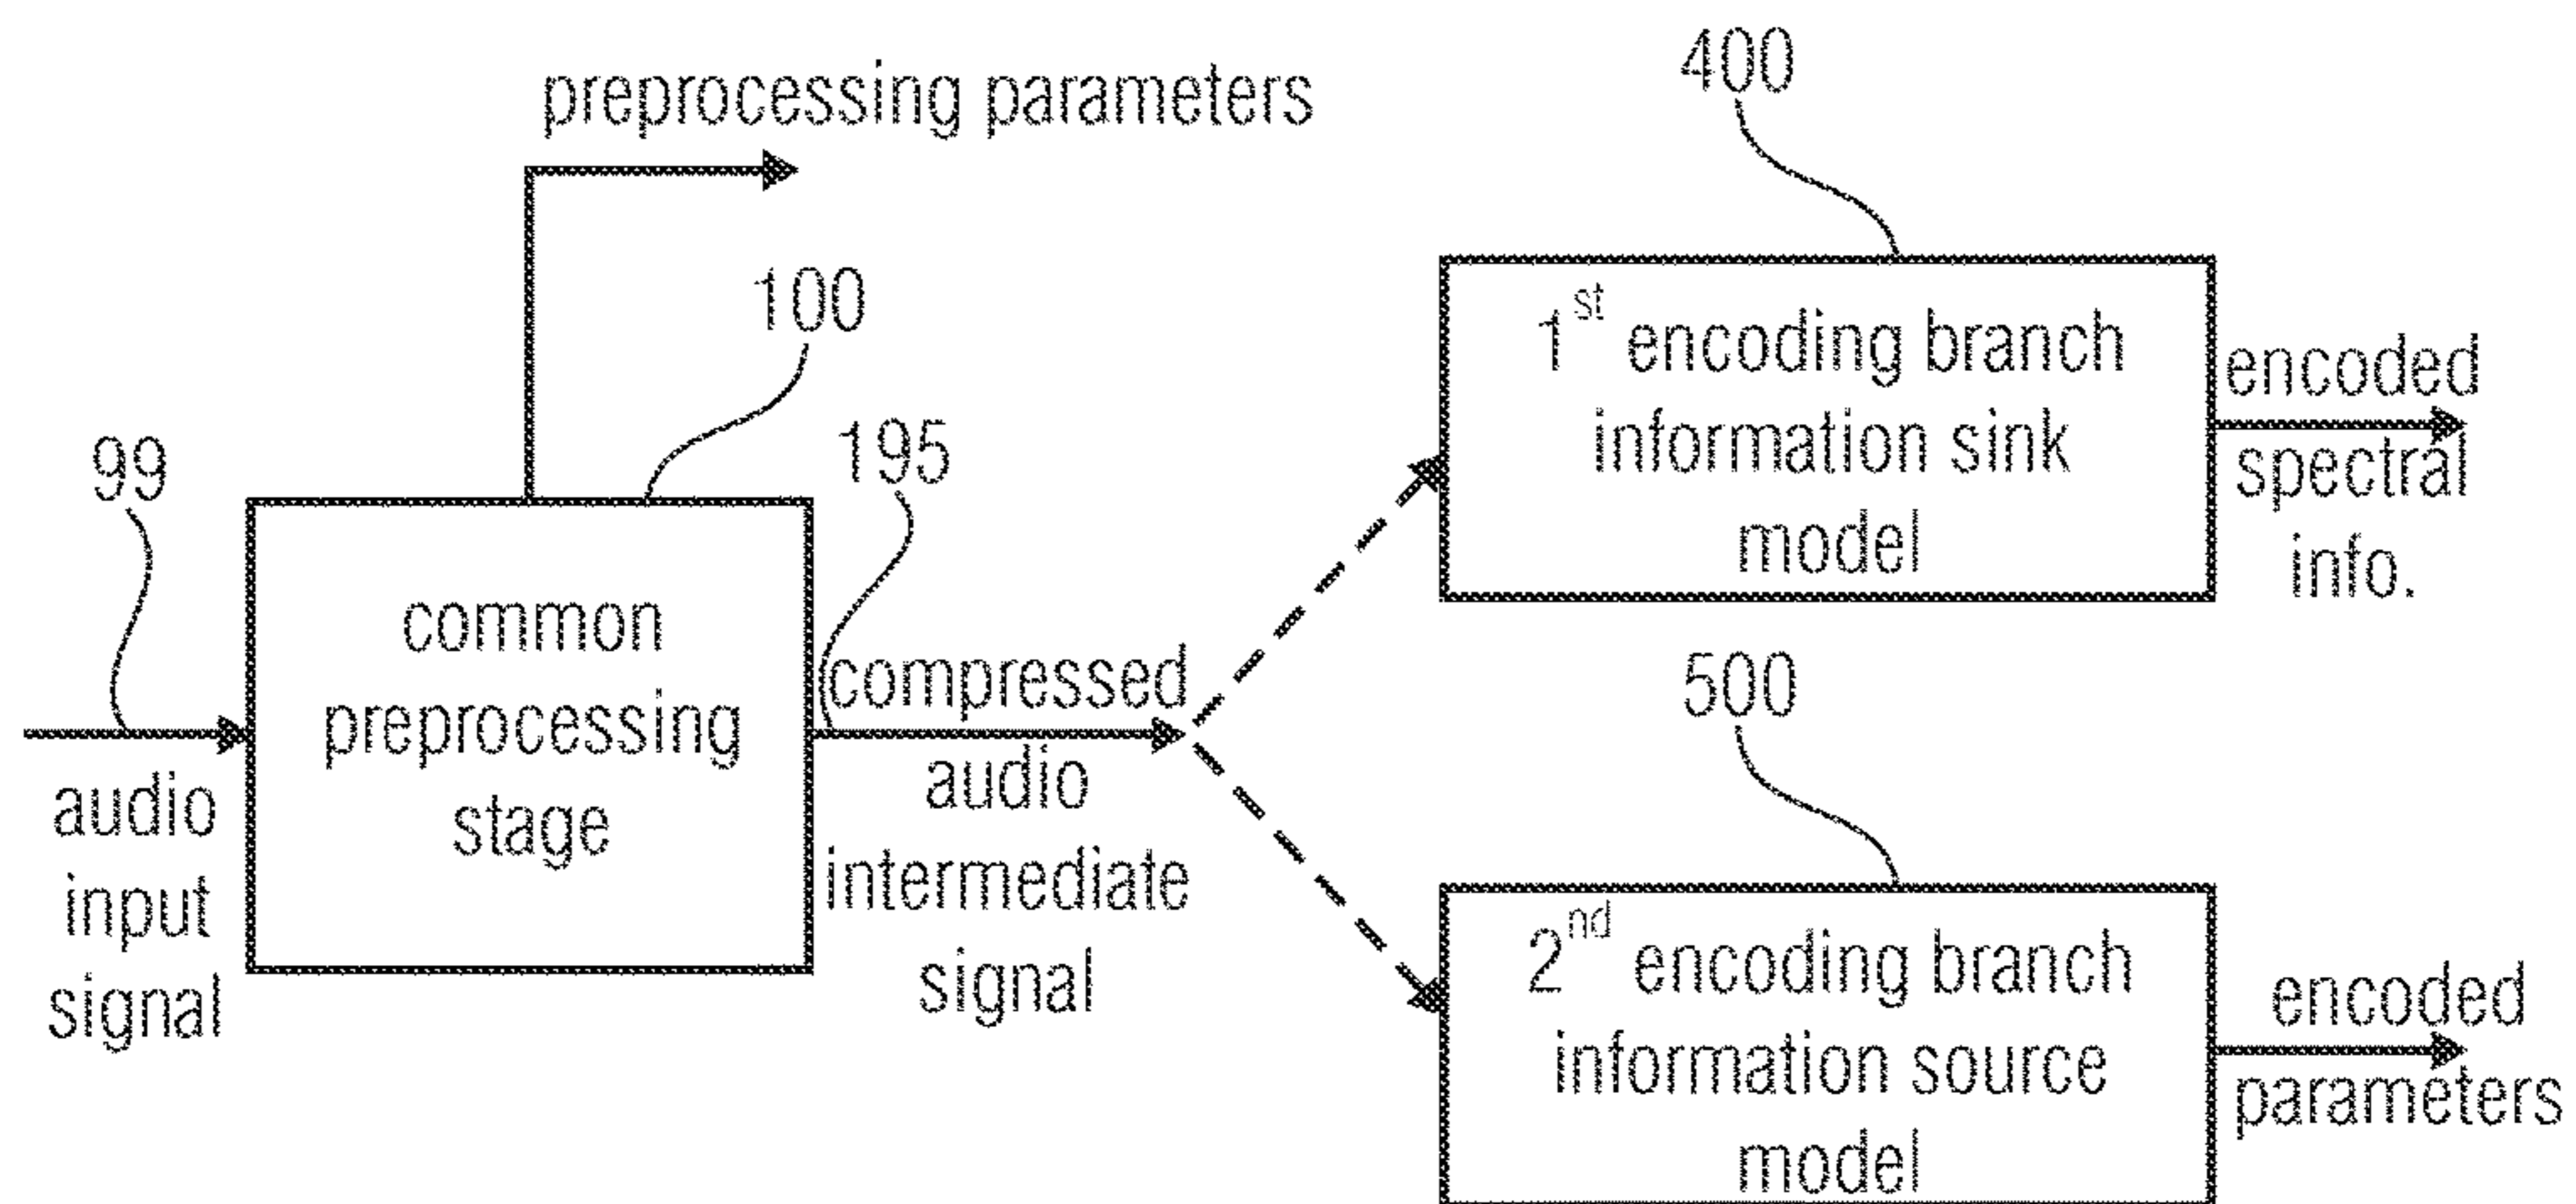 preprocessing parameters
400
100
99
195
1st encoding branch
information sink
model
encoded
spectral
info.
common
preprocessing
stage
audio
input
signal
compressed
audio
intermediate
signal
500
2nd encoding branch
information source
model
encoded
parameters